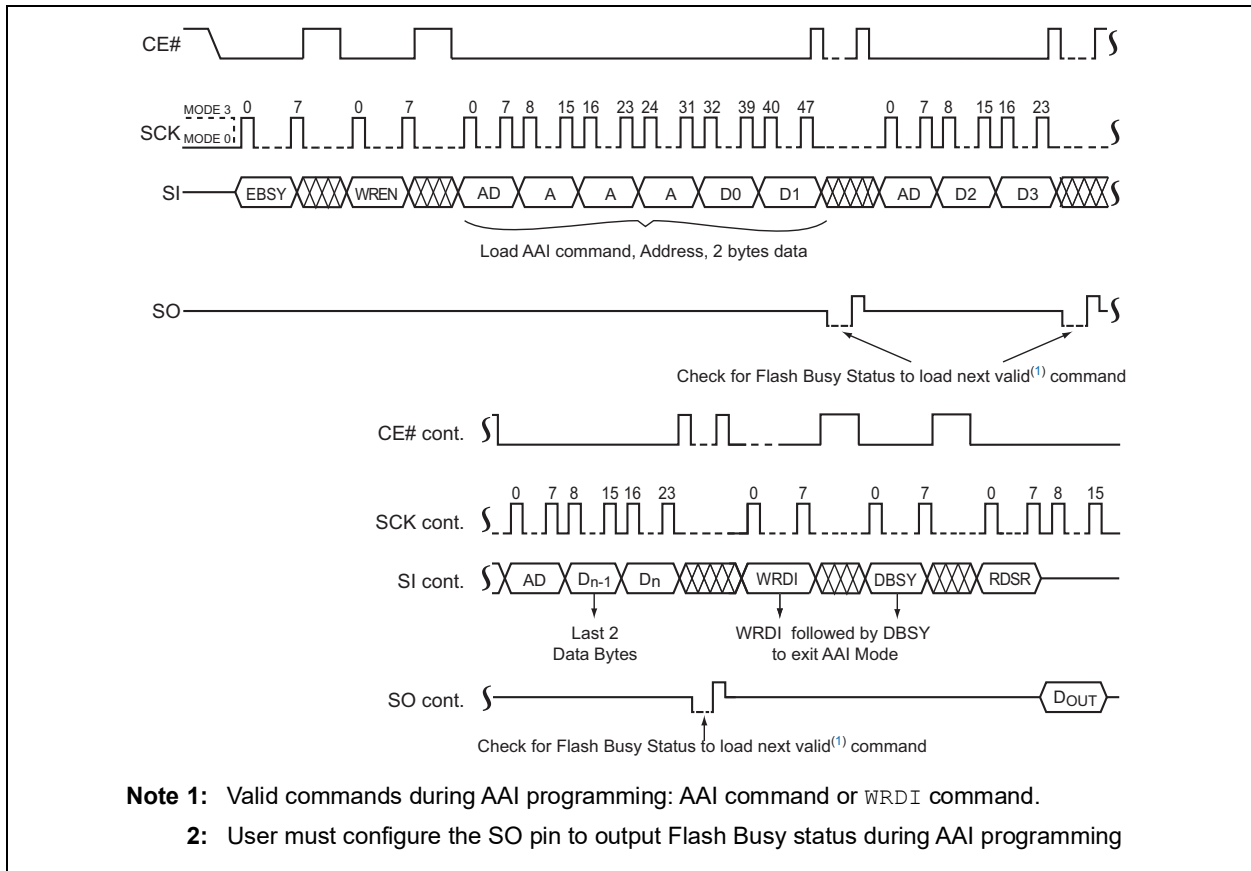 CE#
MODE 3
0 7 0 7 0 7 8 15 16 23 24 31 32 39 40 47 0 7 8 15 16 23
SCK
MODE 0
SI EBSY WREN AD A A A D0 D1 AD D2 D3
Load AAI command, Address, 2 bytes data
SO
Check for Flash Busy Status to load next valid(1) command
CE# cont.
0 7 8 15 16 23 0 7 0 7 0 7 8 15
SCK cont.
SI cont. AD Dn-1 Dn WRDI DBSY RDSR
Last 2 WRDI followed by DBSY
Data Bytes to exit AAI Mode
SO cont. DOUT
Check for Flash Busy Status to load next valid(1) command
Note 1: Valid commands during AAI programming: AAI command or WRDI command.
2: User must configure the SO pin to output Flash Busy status during AAI programming